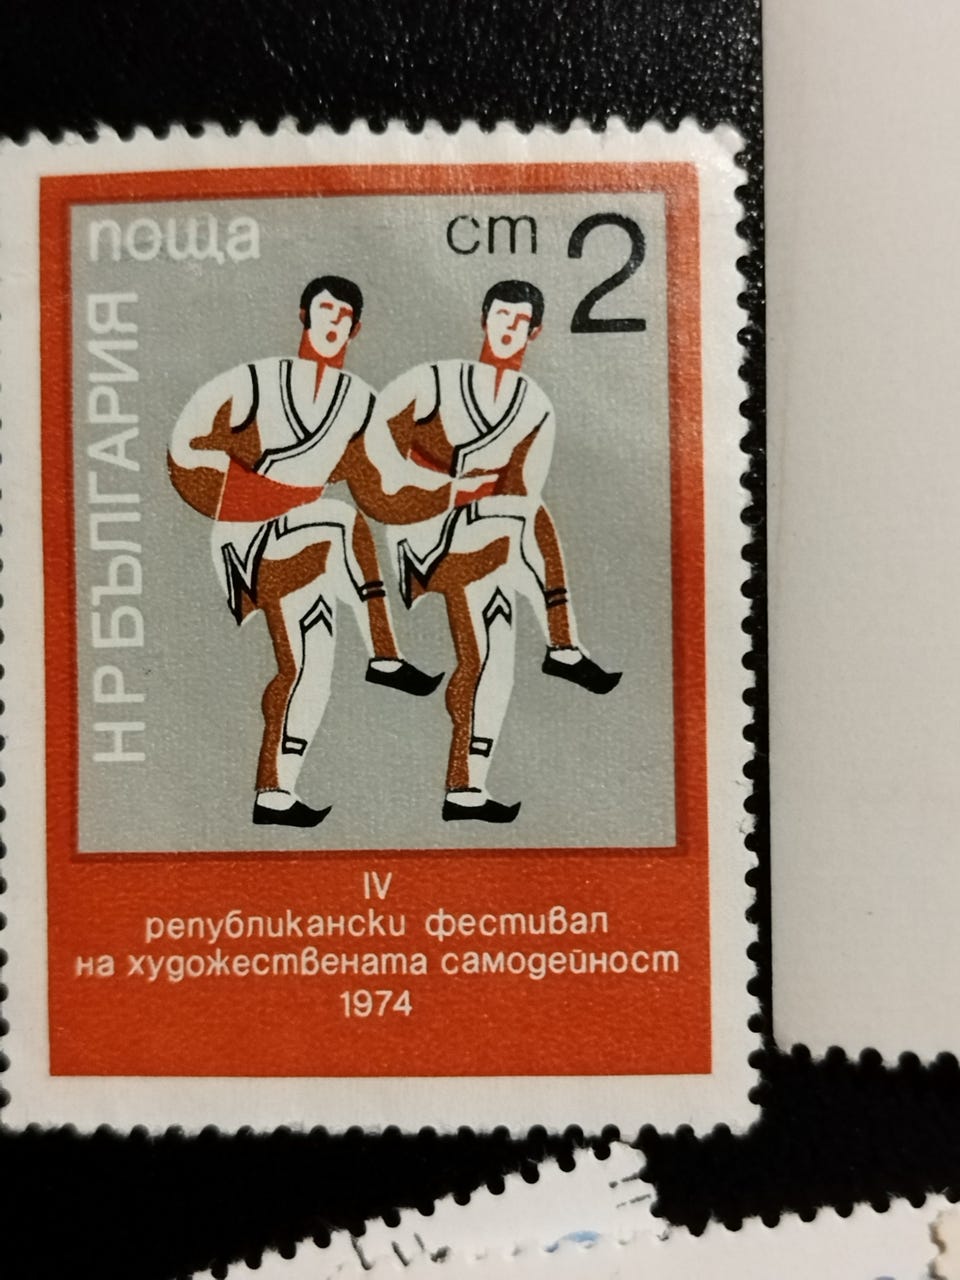 поща
ст 2
НР БЪЛГАРИЯ
IV
републикански фестивал
на художествената самодейност
1974